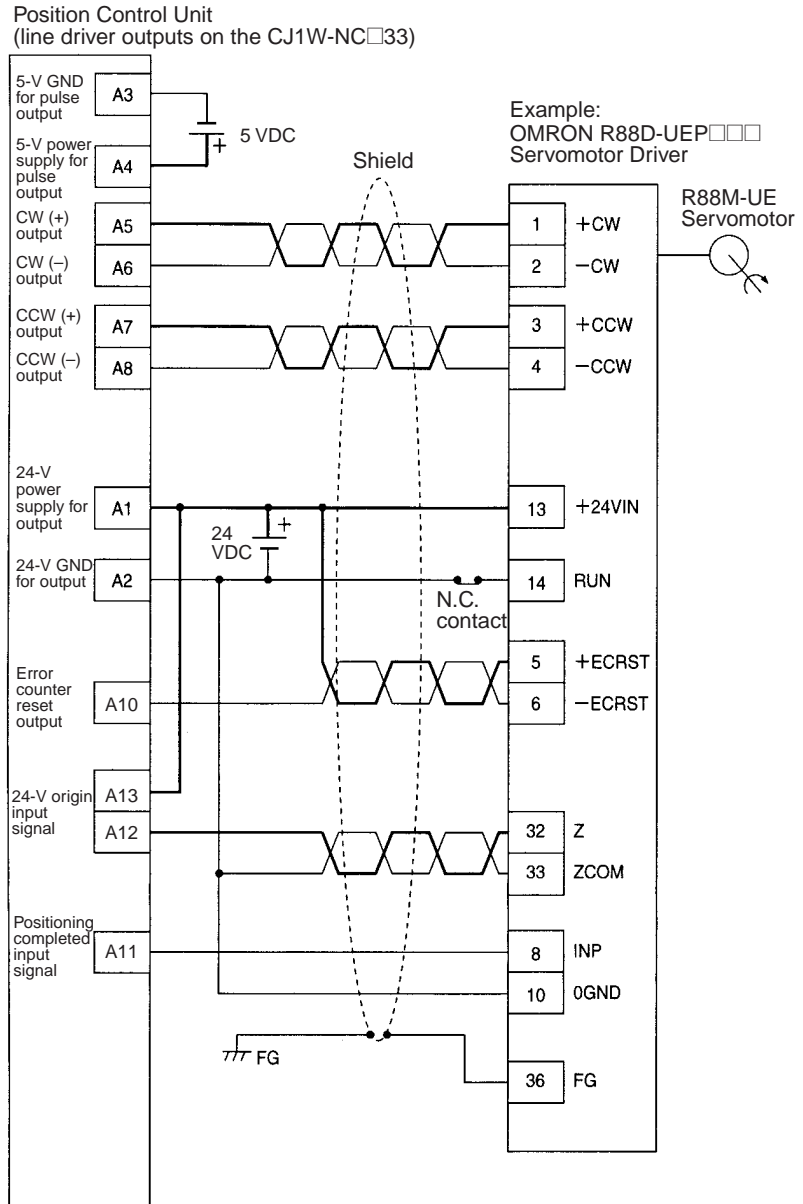 Position Control Unit
(line driver outputs on the CJ1W-NC□33)
5-V GND
for pulse
output
A3
5 VDC
+
5-V power
supply for
pulse
output
A4
CW (+)
output
A5
CW (–)
output
A6
CCW (+)
output
A7
CCW (–)
output
A8
24-V
power
supply for
output
A1
24
VDC
+
24-V GND
for output
A2
N.C.
contact
Error
counter
reset
output
A10
24-V origin
input
signal
A13
A12
Positioning
completed
input
signal
A11
Shield
FG
Example:
OMRON R88D-UEP□□□
Servomotor Driver
R88M-UE
Servomotor
1 +CW
2 −CW
3 +CCW
4 −CCW
13 +24VIN
14 RUN
5 +ECRST
6 −ECRST
32 Z
33 ZCOM
8 INP
10 0GND
36 FG